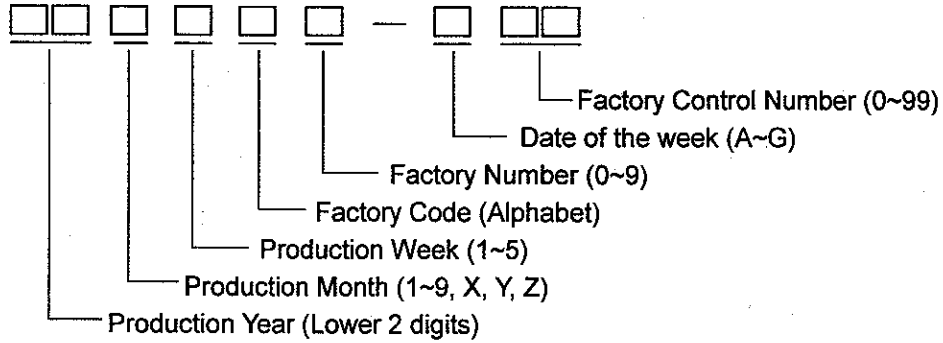 Factory Control Number (0~99)
Date of the week (A~G)
Factory Number (0~9)
Factory Code (Alphabet)
Production Week (1~5)
Production Month (1~9, X, Y, Z)
Production Year (Lower 2 digits)